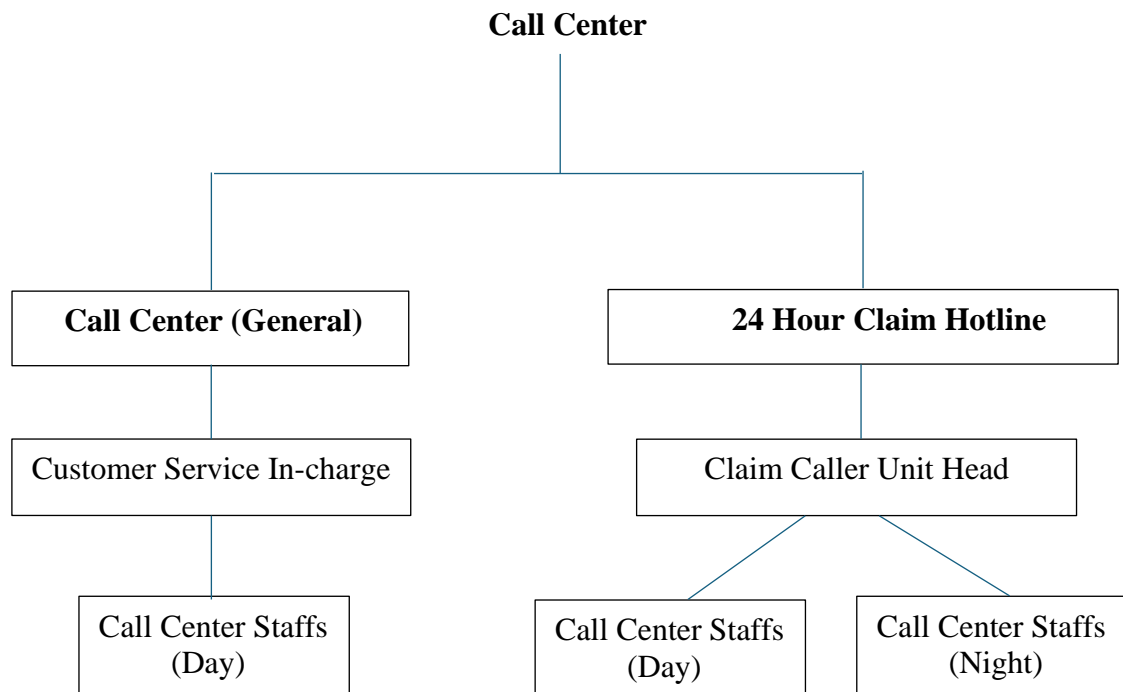 Call Center
Call Center (General)
24 Hour Claim Hotline
Customer Service In-charge
Claim Caller Unit Head
Call Center Staffs
(Day)
Call Center Staffs
(Day)
Call Center Staffs
(Night)